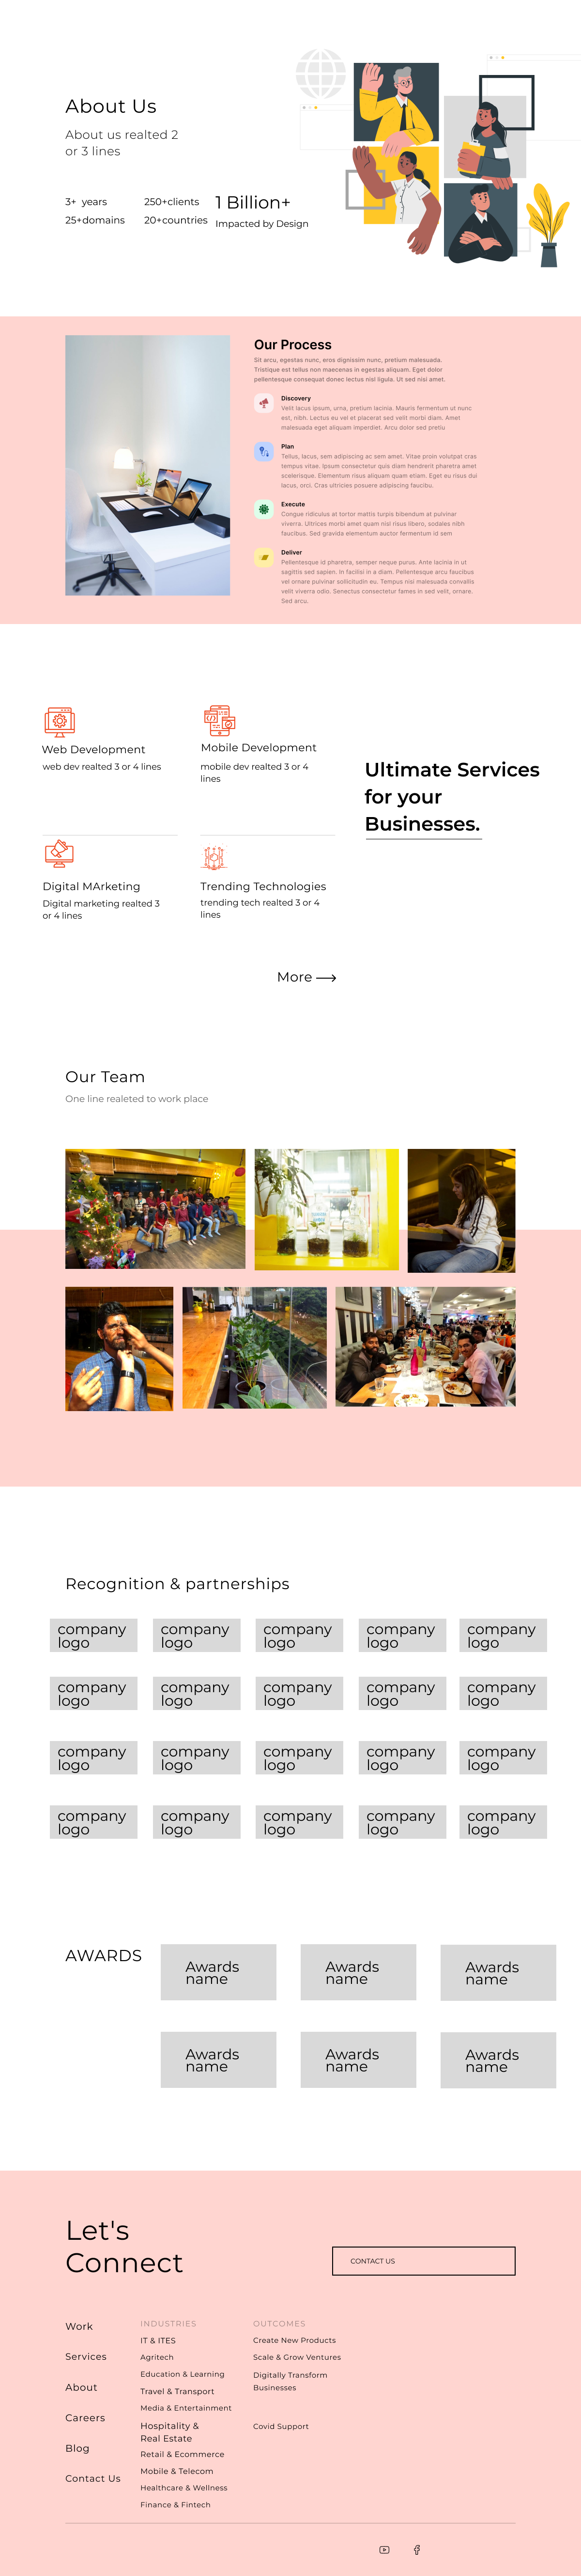 About Us
About us realted 2
or 3 lines
3+ years
25+domains
250+clients
20+countries
1 Billion+
Impacted by Design
Our Process
Sit arcu, egestas nunc, eros dignissim nunc, pretium malesuada.
Tristique est tellus non maecenas in egestas aliquam. Eget dolor
pellentesque consequat donec lectus nisl ligula. Ut sed nisi amet.
Discovery
Velit lacus ipsum, urna, pretium lacinia. Mauris fermentum ut nunc
est, nibh. Lectus eu vel et placerat sed velit morbi diam. Amet
malesuada eget aliquam imperdiet. Arcu dolor sed pretiu
Plan
Tellus, lacus, sem adipiscing ac sem amet. Vitae proin volutpat cras
tempus vitae. Ipsum consectetur quis diam hendrerit pharetra amet
scelerisque. Elementum risus aliquam quam etiam. Eget eu risus dui
lacus, orci. Cras ultricies posuere adipiscing faucibu.
Execute
Congue ridiculus at tortor mattis turpis bibendum at pulvinar
viverra. Ultrices morbi amet quam nisl risus libero, sodales nibh
faucibus. Sed gravida elementum auctor fermentum id sem
Deliver
Pellentesque id pharetra, semper neque purus. Ante lacinia in ut
sagittis sed sapien. In facilisi in a diam. Pellentesque arcu faucibus
vet ornare pulvinar sollicitudin eu. Tempus nisi malesuada convallis
velit viverra odio. Senectus consectetur fames in sed velit, ornare.
Sed arcu.
Web Development
web dev realted 3 or 4 lines
Mobile Development
mobile dev realted 3 or 4
lines
Ultimate Services
for your
Businesses.
Digital MArketing
Digital marketing realted 3
or 4 lines
Trending Technologies
trending tech realted 3 or 4
lines
More
Our Team
One line realeted to work place
Recognition & partnerships
company
logo
company
logo
company
logo
company
logo
company
logo
company
logo
company
logo
company
logo
company
logo
company
logo
company
logo
company
logo
company
logo
company
logo
company
logo
company
logo
company
logo
company
logo
company
logo
company
logo
AWARDS
Awards
name
Awards
name
Awards
name
Awards
name
Awards
name
Awards
name
Let's
Connect
CONTACT US
Work
Services
About
Careers
Blog
Contact Us
INDUSTRIES
IT & ITES
Agritech
Education & Learning
Travel & Transport
Media & Entertainment
Hospitality &
Real Estate
Retail & Ecommerce
Mobile & Telecom
Healthcare & Wellness
Finance & Fintech
OUTCOMES
Create New Products
Scale & Grow Ventures
Digitally Transform
Businesses
Covid Support